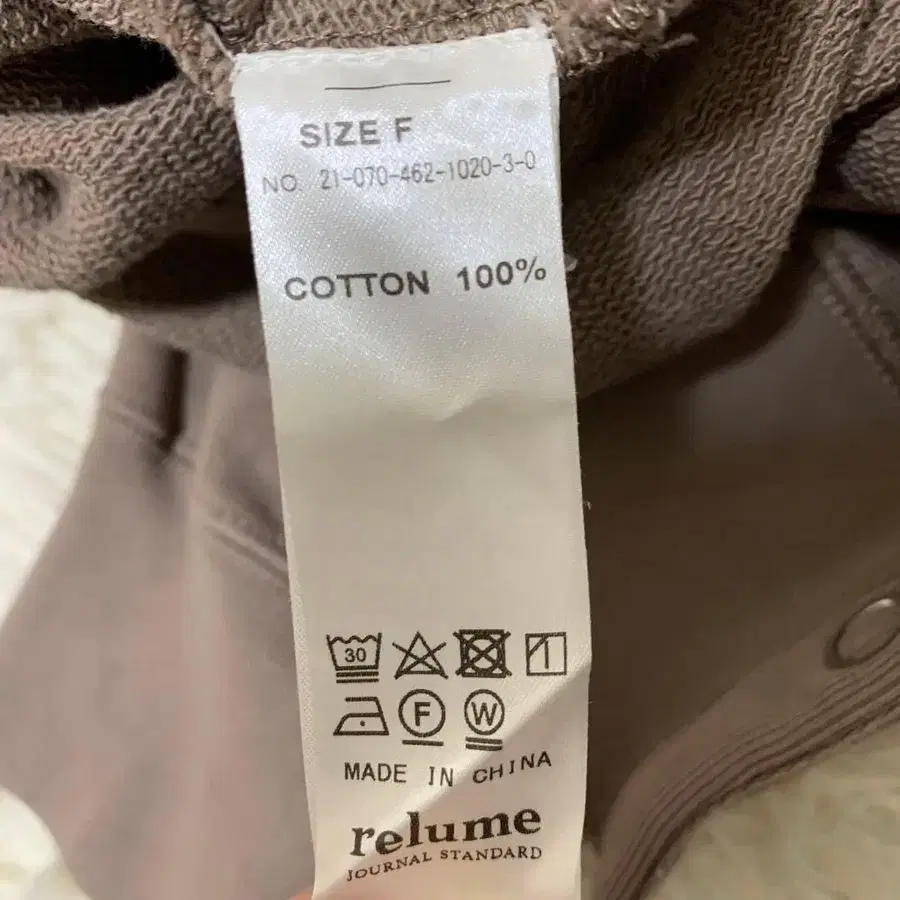 SIZE F
NO. 21-070-462-1020-3-0
COTTON 100%
30
F W
MADE IN CHINA
relume
JOURNAL STANDARD